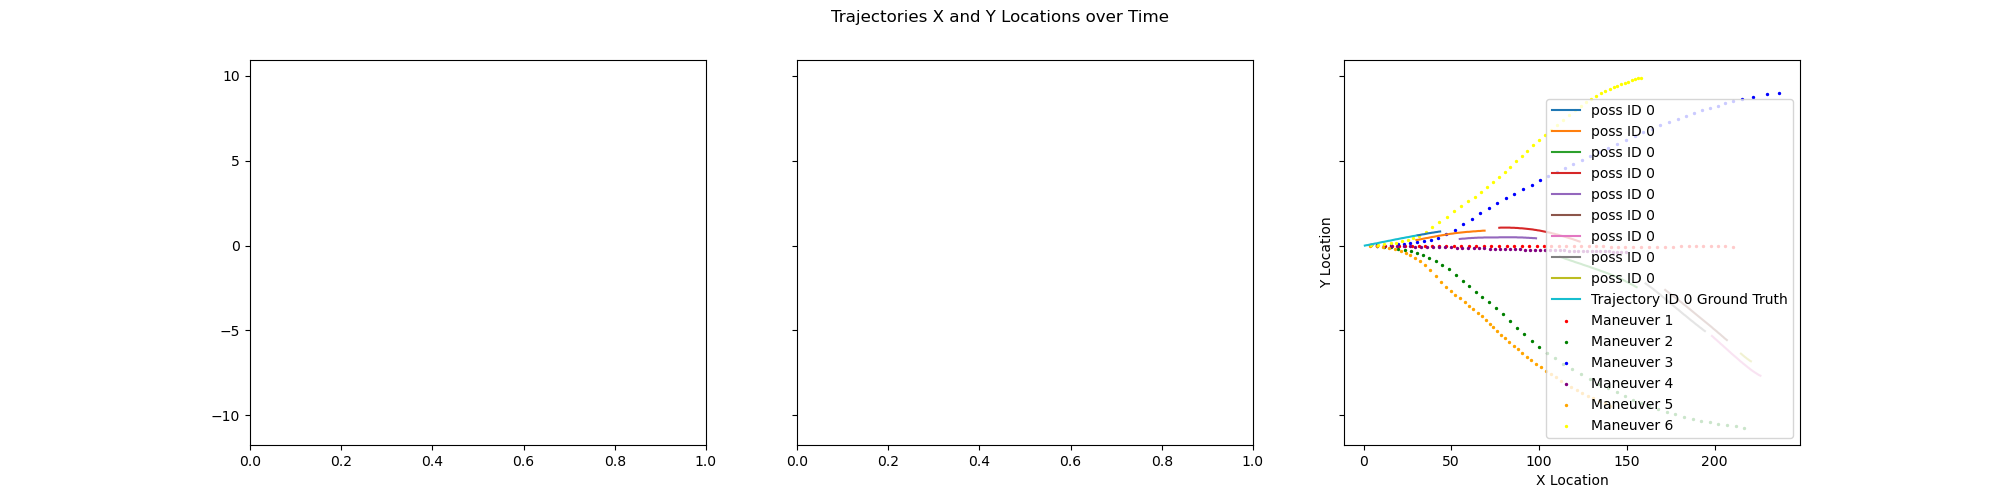 Trajectories X and Y Locations over Time
10
5
0
−5
−10
0.0 0.2 0.4 0.6 0.8 1.0
0.0 0.2 0.4 0.6 0.8 1.0
Y Location
poss ID 0
poss ID 0
poss ID 0
poss ID 0
poss ID 0
poss ID 0
poss ID 0
poss ID 0
poss ID 0
Trajectory ID 0 Ground Truth
Maneuver 1
Maneuver 2
Maneuver 3
Maneuver 4
Maneuver 5
Maneuver 6
0 50 100 150 200
X Location